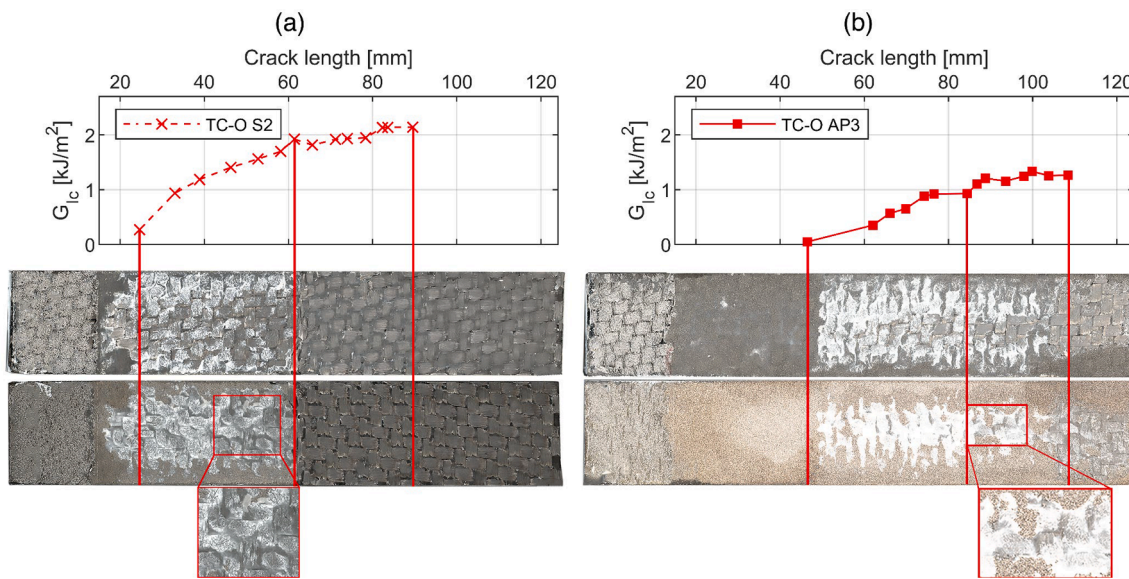 (a)
Crack length [mm]
20 40 60 80 100 120
G_Ic [kJ/m²]
2
1
0
TC-O S2
(b)
Crack length [mm]
20 40 60 80 100 120
G_Ic [kJ/m²]
2
1
0
TC-O AP3